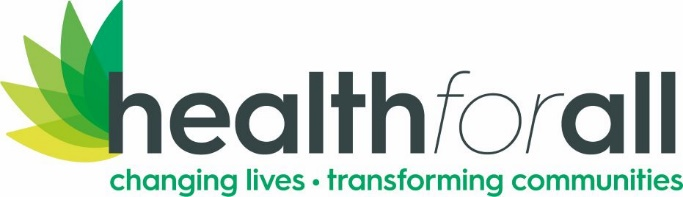 healthforall
changing lives • transforming communities